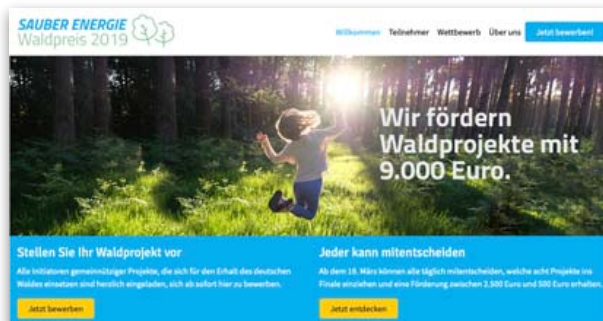 SAUBER ENERGIE
Waldpreis 2019
Willkommen Teilnehmer Wettbewerb Über uns Jetzt bewerben!
Wir fördern
Waldprojekte mit
9.000 Euro.
Stellen Sie Ihr Waldprojekt vor
Alle Initiatoren gemeinnütziger Projekte, die sich für den Erhalt des deutschen
Waldes einsetzen sind herzlich eingeladen, sich ab sofort hier zu bewerben.
Jetzt bewerben
Jeder kann mitentscheiden
Ab dem 19. März können alle täglich mitentscheiden, welche acht Projekte ins
Finale einziehen und eine Förderung zwischen 2.500 Euro und 500 Euro erhalten.
Jetzt entdecken